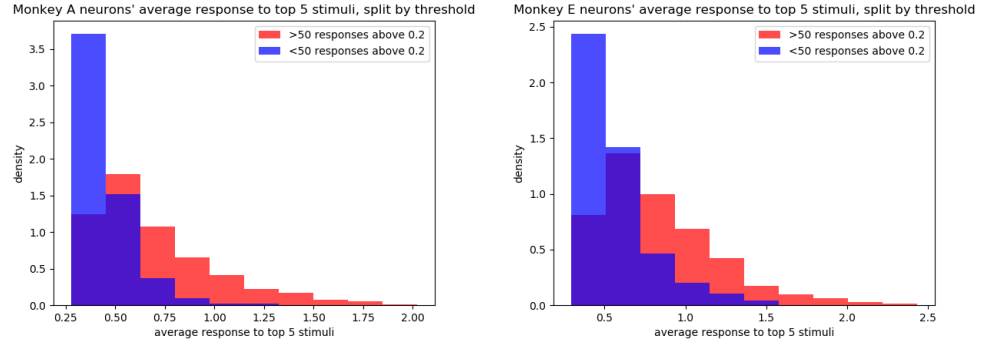 Monkey A neurons' average response to top 5 stimuli, split by threshold
>50 responses above 0.2
<50 responses above 0.2
density
3.5
3.0
2.5
2.0
1.5
1.0
0.5
0.0
0.25 0.50 0.75 1.00 1.25 1.50 1.75 2.00
average response to top 5 stimuli
Monkey E neurons' average response to top 5 stimuli, split by threshold
>50 responses above 0.2
<50 responses above 0.2
density
2.5
2.0
1.5
1.0
0.5
0.0
0.5 1.0 1.5 2.0 2.5
average response to top 5 stimuli